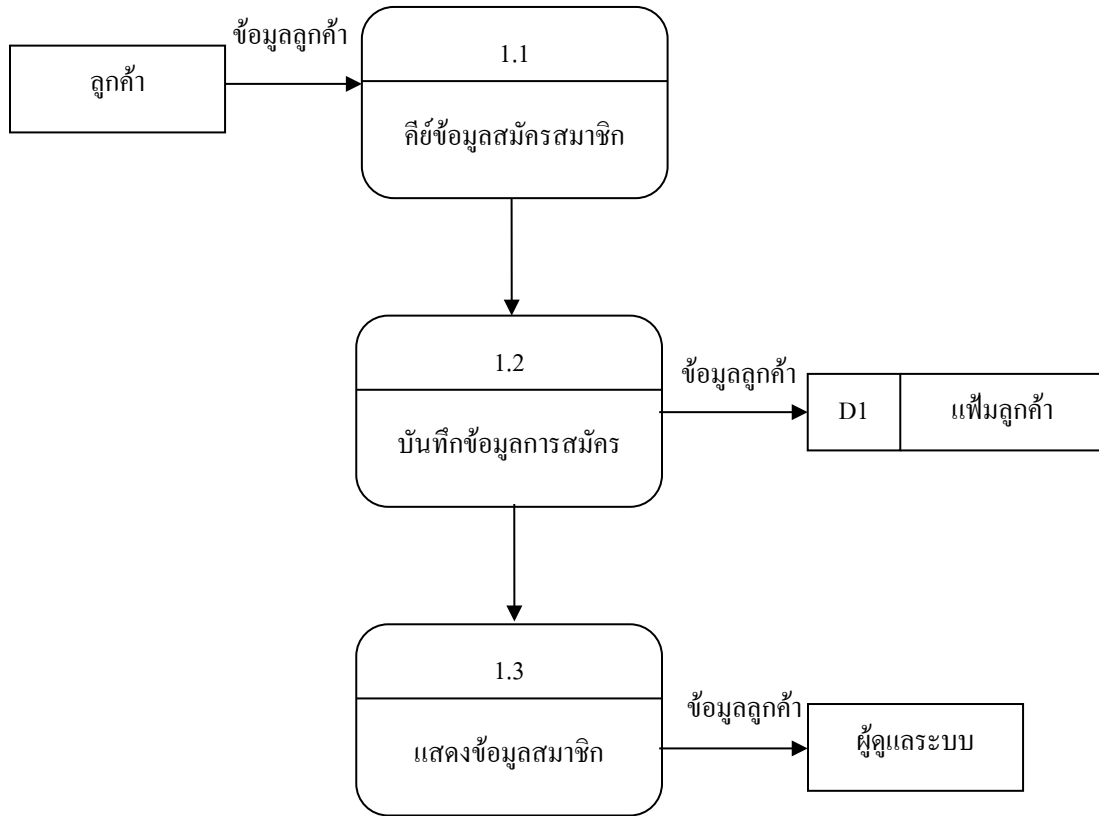 ข้อมูลลูกค้า
ลูกค้า
1.1
คีย์ข้อมูลสมัครสมาชิก
1.2
บันทึกข้อมูลการสมัคร
ข้อมูลลูกค้า
D1
แฟ้มลูกค้า
1.3
แสดงข้อมูลสมาชิก
ข้อมูลลูกค้า
ผู้ดูแลระบบ